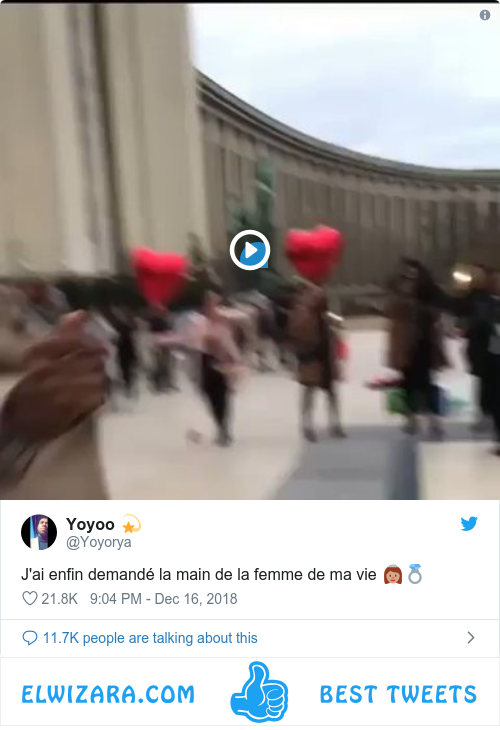 Yoyoo 💫
@Yoyorya
J'ai enfin demandé la main de la femme de ma vie 👰🏽💍
21.8K 9:04 PM - Dec 16, 2018
11.7K people are talking about this
ELWIZARA.COM BEST TWEETS